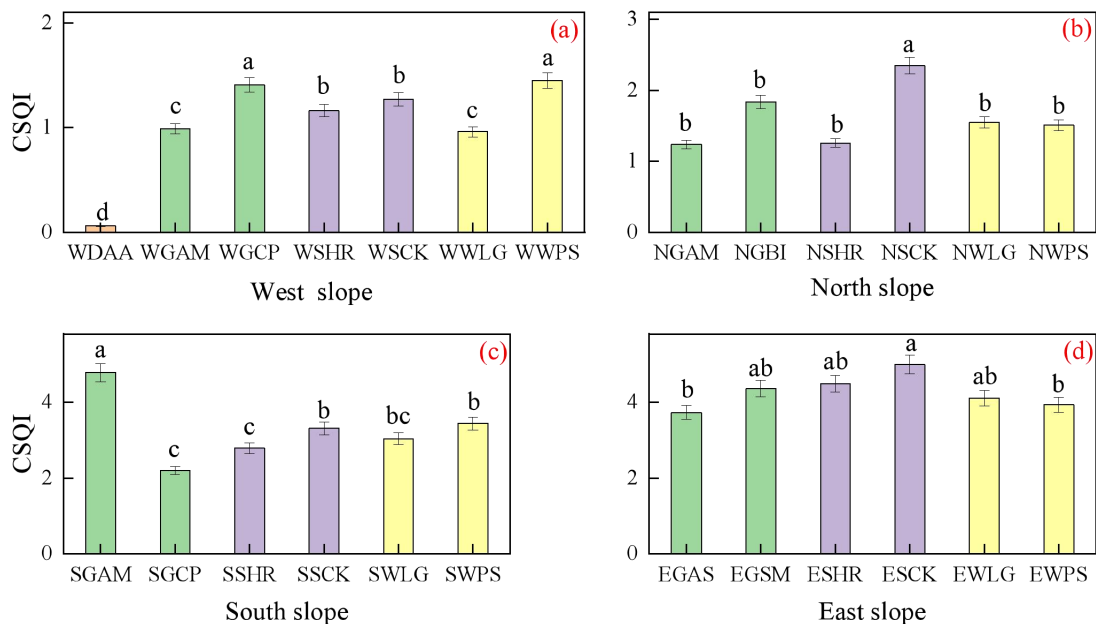 (a)
2
1
0
CSQI
d
c
a
b
b
c
a
WDAA WGAM WGCP WSHR WSCK WWLG WWPS
West slope
(b)
3
2
1
0
b
b
b
a
b
b
NGAM NGBI NSHR NSCK NWLG NWPS
North slope
(c)
4
2
0
CSQI
a
c
c
b
bc
b
SGAM SGCP SSHR SSCK SWLG SWPS
South slope
(d)
4
2
0
b
ab
ab
a
ab
b
EGAS EGSM ESHR ESCK EWLG EWPS
East slope